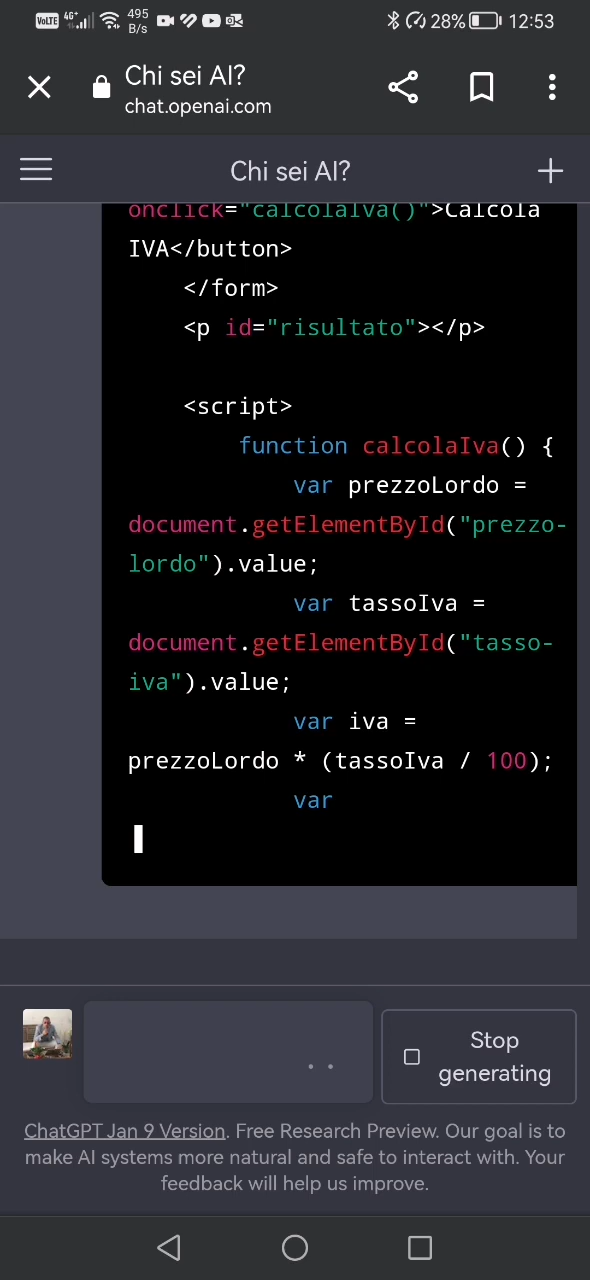 VoLTE 4G+ 495 B/s 28% 12:53
Chi sei AI?
chat.openai.com
Chi sei AI?
onclick="calcolaIva()">Calcola
IVA</button>
</form>
<p id="risultato"></p>
<script>
function calcolaIva() {
var prezzoLordo =
document.getElementById("prezzo-
lordo").value;
var tassoIva =
document.getElementById("tasso-
iva").value;
var iva =
prezzoLordo * (tassoIva / 100);
var
Stop
generating
ChatGPT Jan 9 Version. Free Research Preview. Our goal is to
make AI systems more natural and safe to interact with. Your
feedback will help us improve.